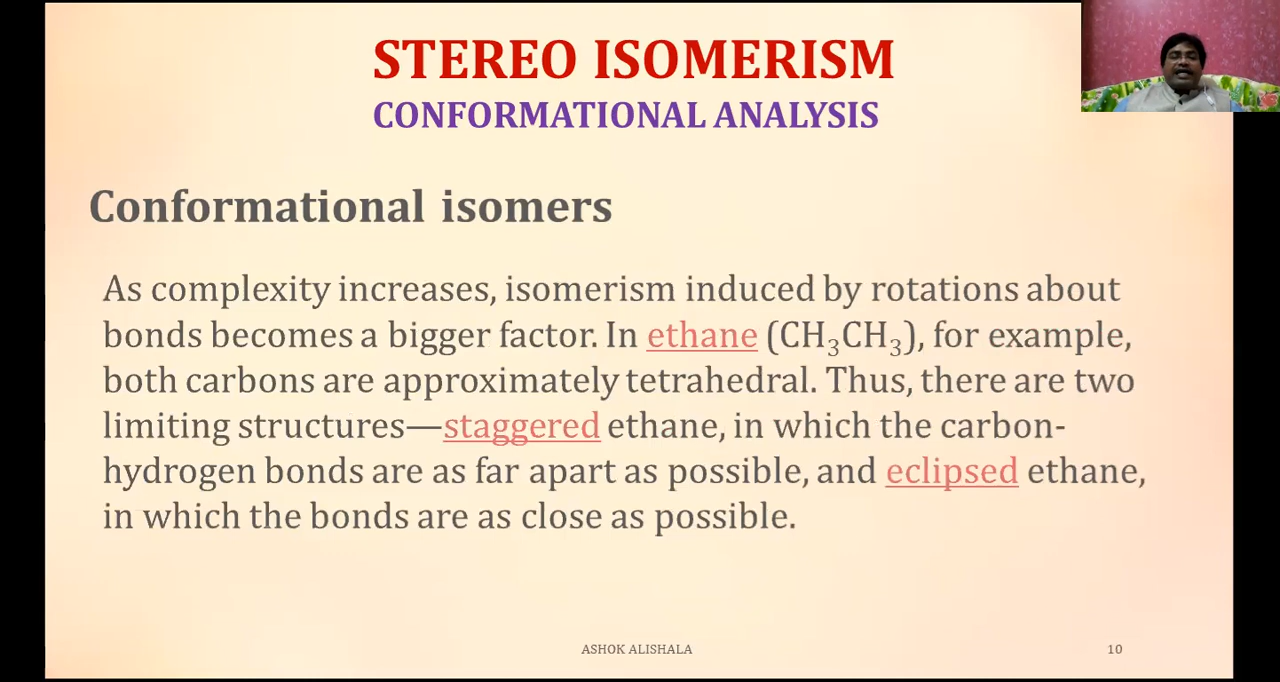 STEREO ISOMERISM
CONFORMATIONAL ANALYSIS
Conformational isomers
As complexity increases, isomerism induced by rotations about
bonds becomes a bigger factor. In ethane (CH₃CH₃), for example,
both carbons are approximately tetrahedral. Thus, there are two
limiting structures—staggered ethane, in which the carbon-
hydrogen bonds are as far apart as possible, and eclipsed ethane,
in which the bonds are as close as possible.
ASHOK ALISHALA
10